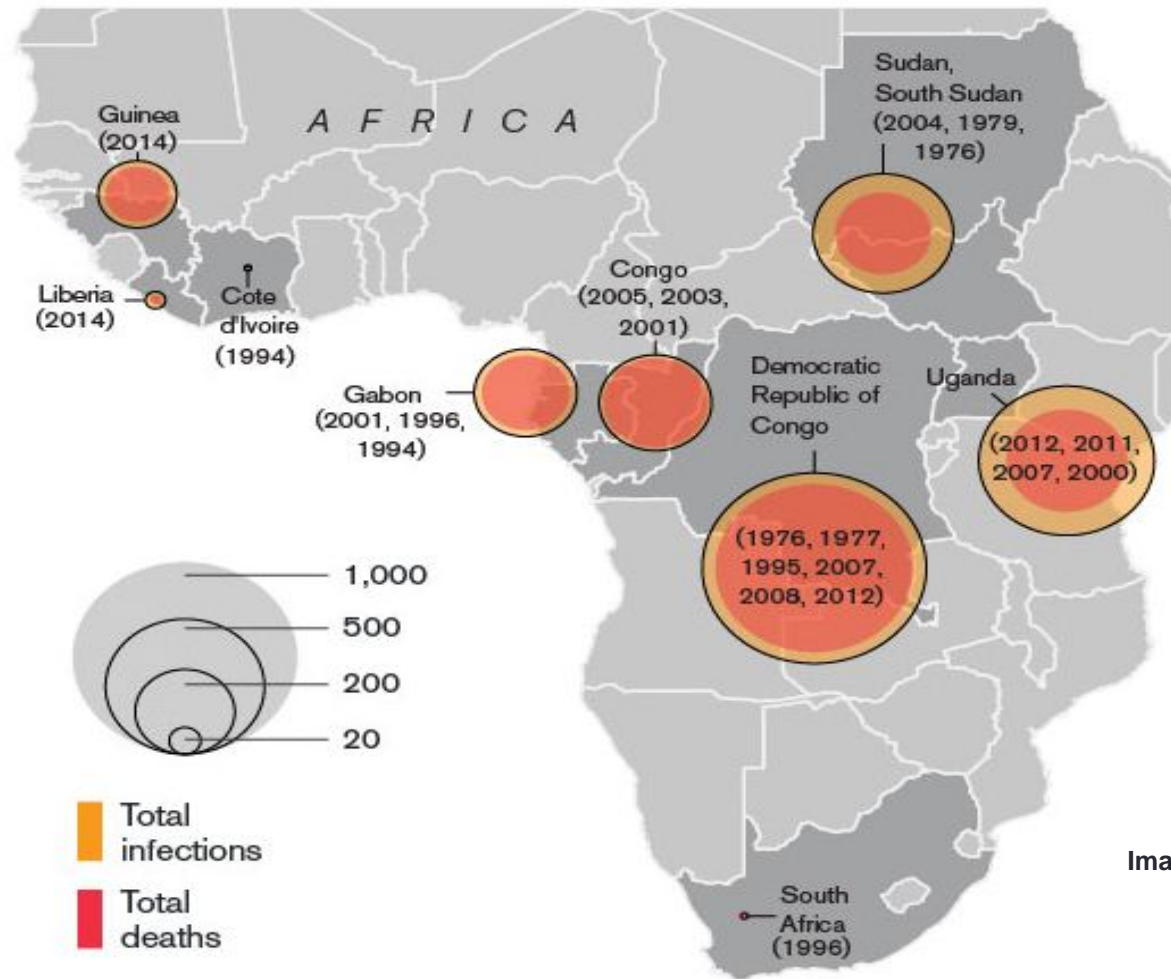 Sudan,
South Sudan
(2004, 1979,
1976)
Guinea
(2014)
A F R I C A
Congo
(2005, 2003,
2001)
Liberia
(2014)
Cote
d'Ivoire
(1994)
Democratic
Republic of
Congo
Uganda
Gabon
(2001, 1996,
1994)
(2012, 2011,
2007, 2000)
(1976, 1977,
1995, 2007,
2008, 2012)
1,000
500
200
20
Total
infections
Total
deaths
Ima
South
Africa
(1996)